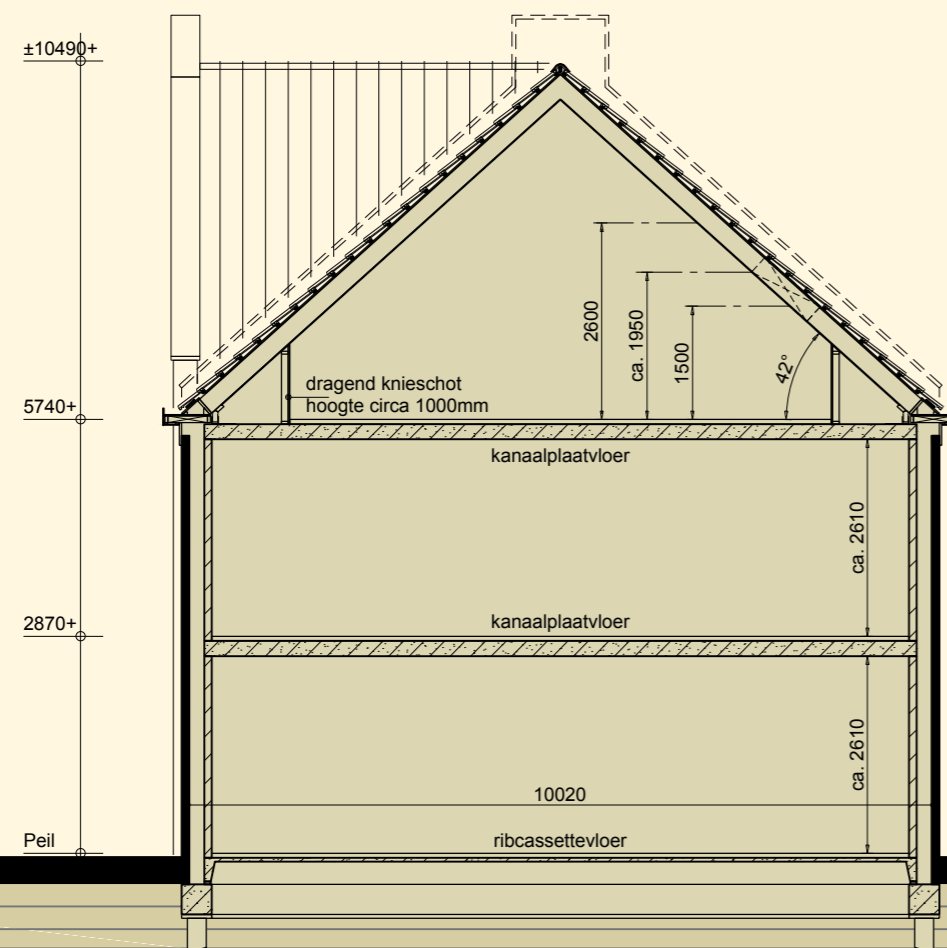 ±10490+
2600
ca. 1950
1500
42°
dragend knieschot
hoogte circa 1000mm
5740+
kanaalplaatvloer
ca. 2610
2870+
kanaalplaatvloer
ca. 2610
10020
Peil
ribcassettevloer